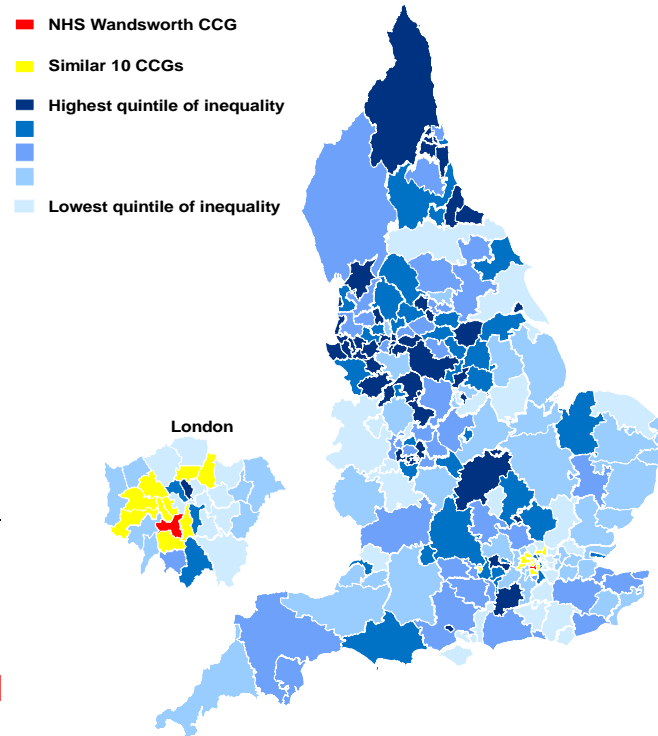 NHS Wandsworth CCG
Similar 10 CCGs
Highest quintile of inequality
Lowest quintile of inequality
London